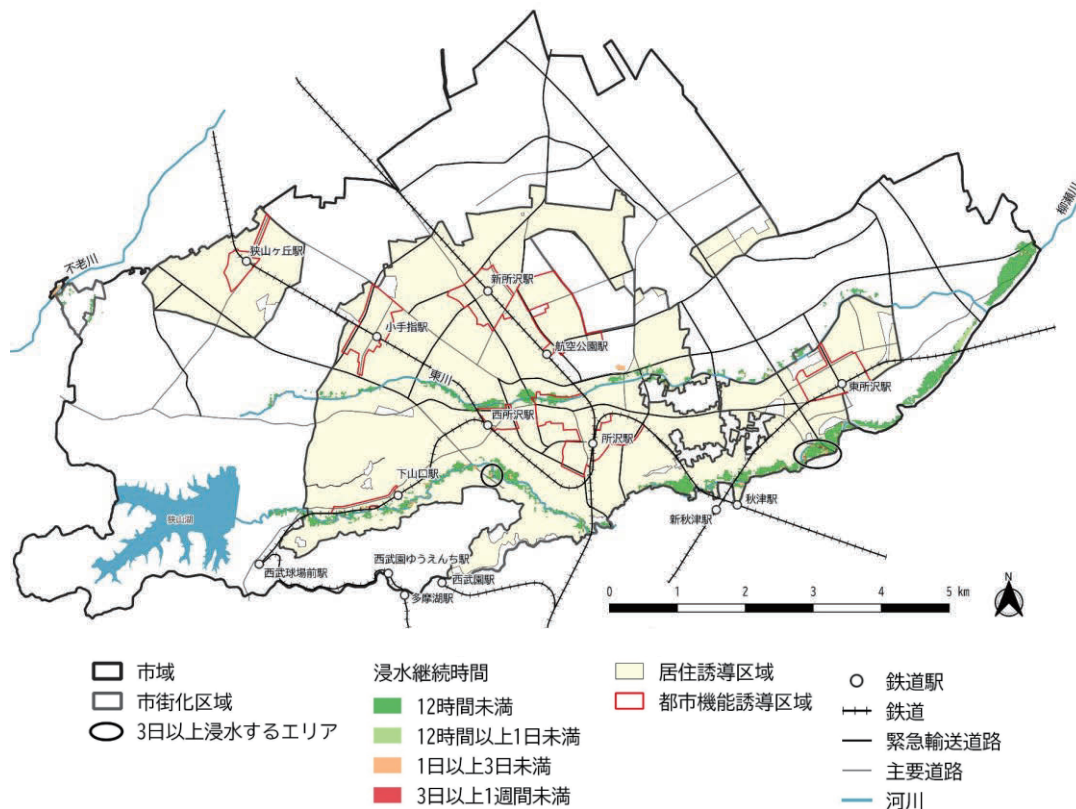 柳瀬川
不老川
狭山ヶ丘駅
新所沢駅
小手指駅
航空公園駅
東川
東所沢駅
西所沢駅
所沢駅
下山口駅
狭山湖
新秋津駅
秋津駅
西武球場前駅
西武園ゆうえんち駅
西武園駅
多摩湖駅
N
0 1 2 3 4 5 km
市域
市街化区域
3日以上浸水するエリア
浸水継続時間
12時間未満
12時間以上1日未満
1日以上3日未満
3日以上1週間未満
居住誘導区域
都市機能誘導区域
鉄道駅
鉄道
緊急輸送道路
主要道路
河川